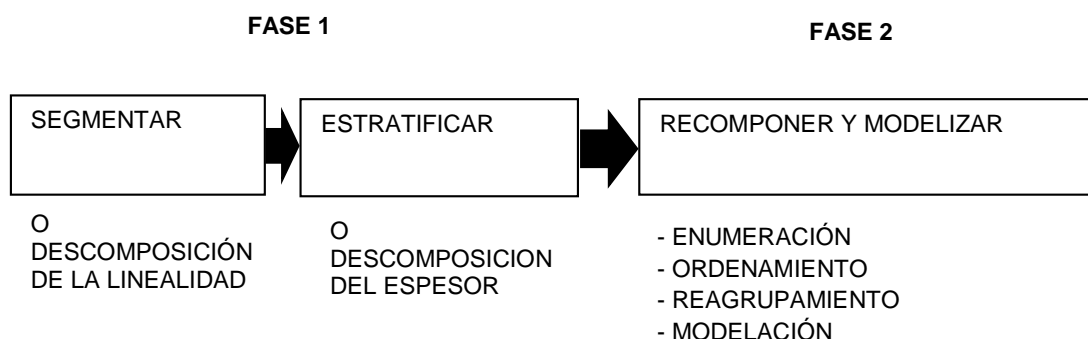 FASE 1
FASE 2
SEGMENTAR
ESTRATIFICAR
RECOMPONER Y MODELIZAR
O
DESCOMPOSICIÓN
DE LA LINEALIDAD
O
DESCOMPOSICION
DEL ESPESOR
- ENUMERACIÓN
- ORDENAMIENTO
- REAGRUPAMIENTO
- MODELACIÓN